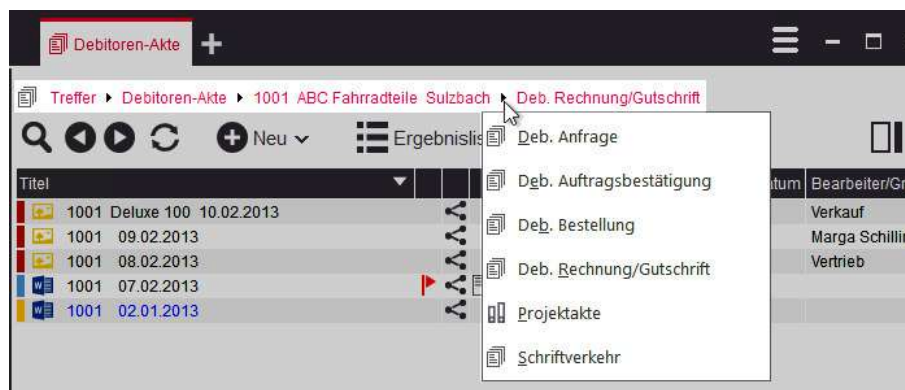 Debitoren-Akte
Treffer Debitoren-Akte 1001 ABC Fahrradteile Sulzbach Deb. Rechnung/Gutschrift
Neu Ergebnislis
Deb. Anfrage
Deb. Auftragsbestätigung
Deb. Bestellung
Deb. Rechnung/Gutschrift
Projektakte
Schriftverkehr
Titel tum Bearbeiter/Gr
1001 Deluxe 100 10.02.2013 Verkauf
1001 09.02.2013 Marga Schillin
1001 08.02.2013 Vertrieb
1001 07.02.2013
1001 02.01.2013